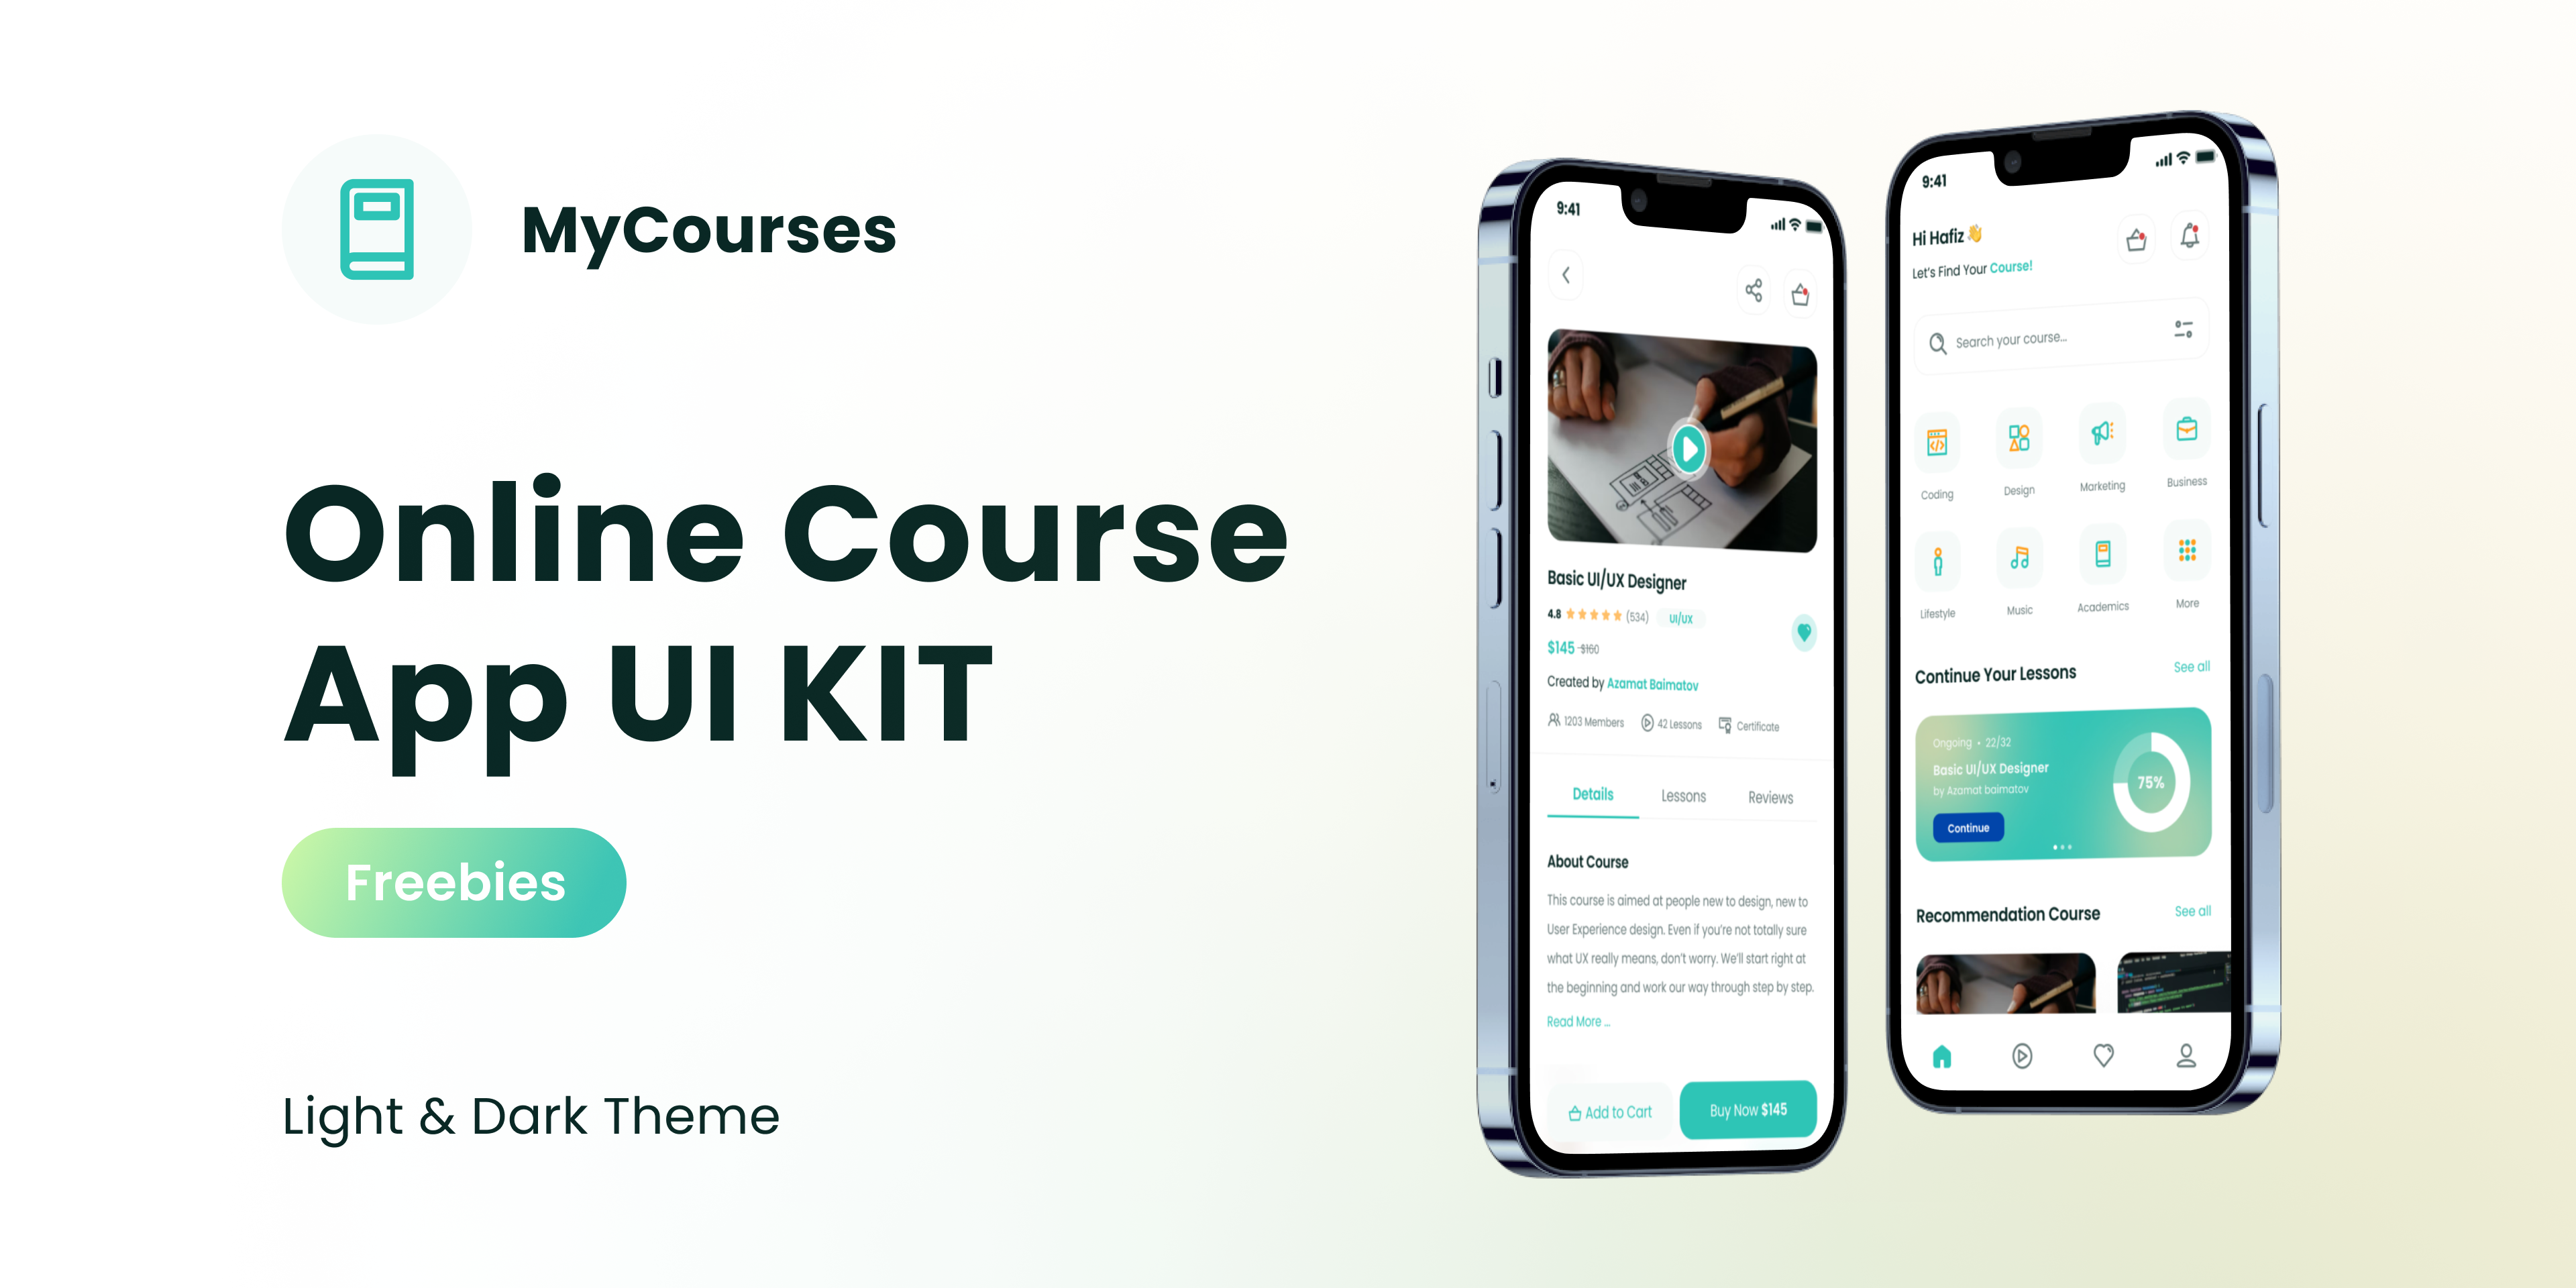 MyCourses
Online Course
App UI KIT
Freebies
Light & Dark Theme
9:41
Basic UI/UX Designer
4.8 (534) UI/UX
$145 $160
Created by Azamat Baimatov
1203 Members 42 Lessons Certificate
Details Lessons Reviews
About Course
This course is aimed at people new to design, new to
User Experience design. Even if you're not totally sure
what UX really means, don't worry. We'll start right at
the beginning and work our way through step by step.
Read More ...
Add to Cart Buy Now $145
9:41
Hi Hafiz 👋
Let's Find Your Course!
Search your course...
Coding Design Marketing Business
Lifestyle Music Academics More
Continue Your Lessons See all
Ongoing • 22/32
Basic UI/UX Designer
by Azamat baimatov
75%
Continue
Recommendation Course See all